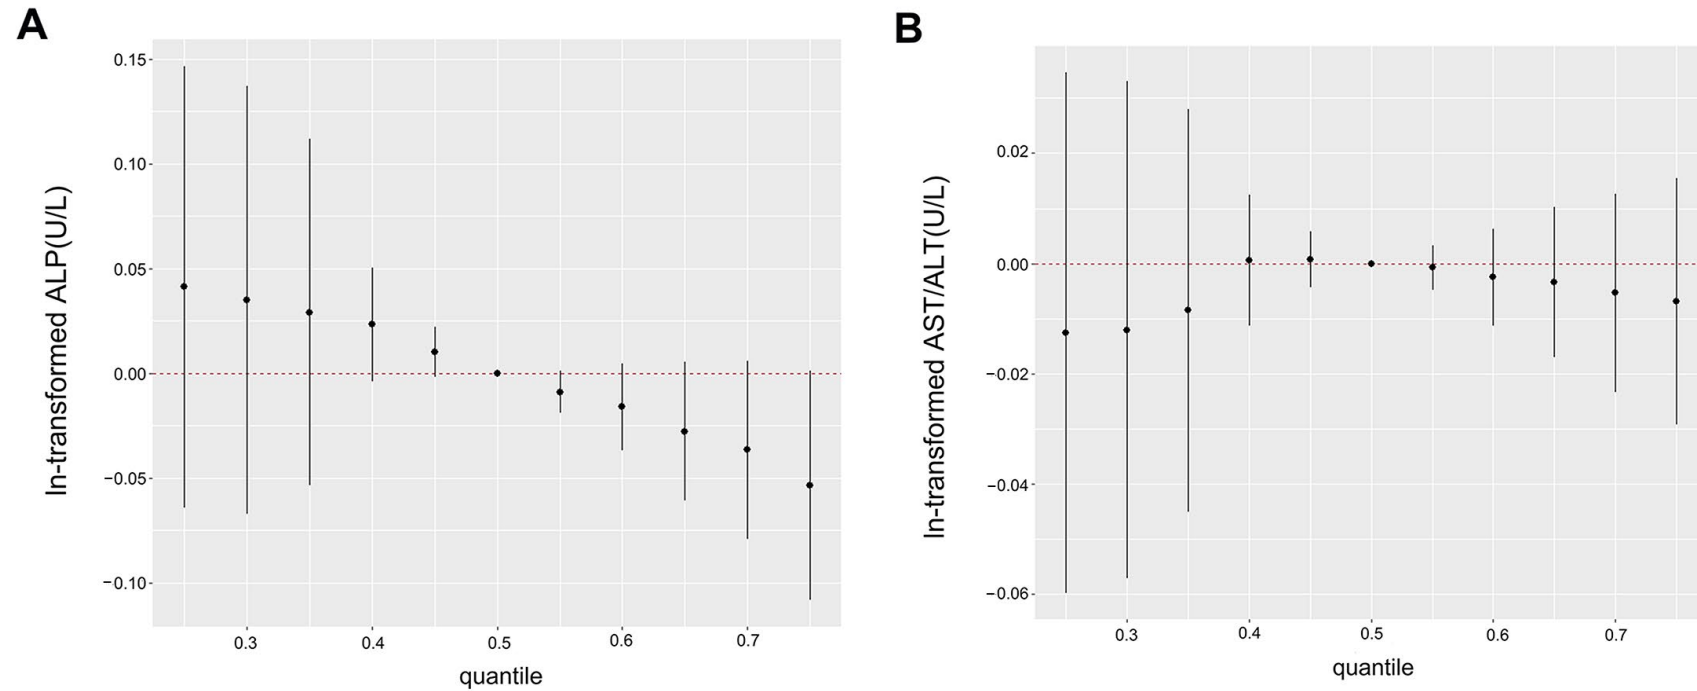 A
0.15
0.10
0.05
0.00
−0.05
−0.10
ln-transformed ALP(U/L)
0.3 0.4 0.5 0.6 0.7
quantile
B
0.02
0.00
−0.02
−0.04
−0.06
ln-transformed AST/ALT(U/L)
0.3 0.4 0.5 0.6 0.7
quantile